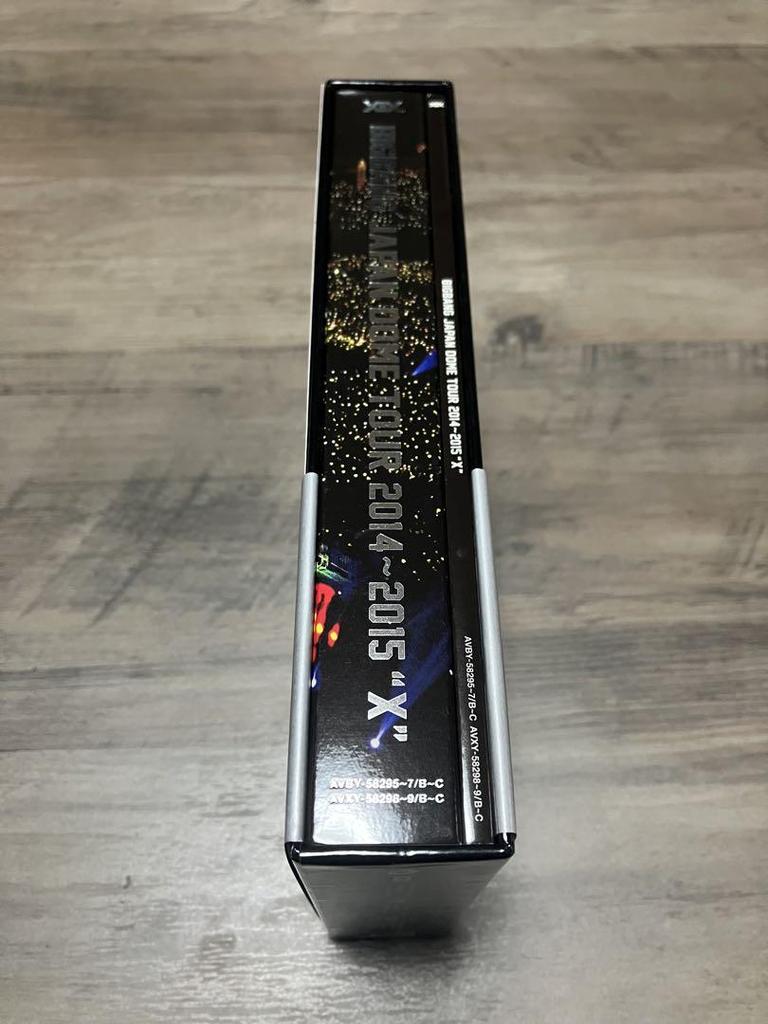 BIGBANG JAPAN DOME TOUR 2014~2015 "X"
AVBY-58295~7/B~C
AVXY-58298~9/B~C
BIGBANG JAPAN DOME TOUR 2014~2015 "X"
AVBY-58295~7/B~C AVXY-58298~9/B~C